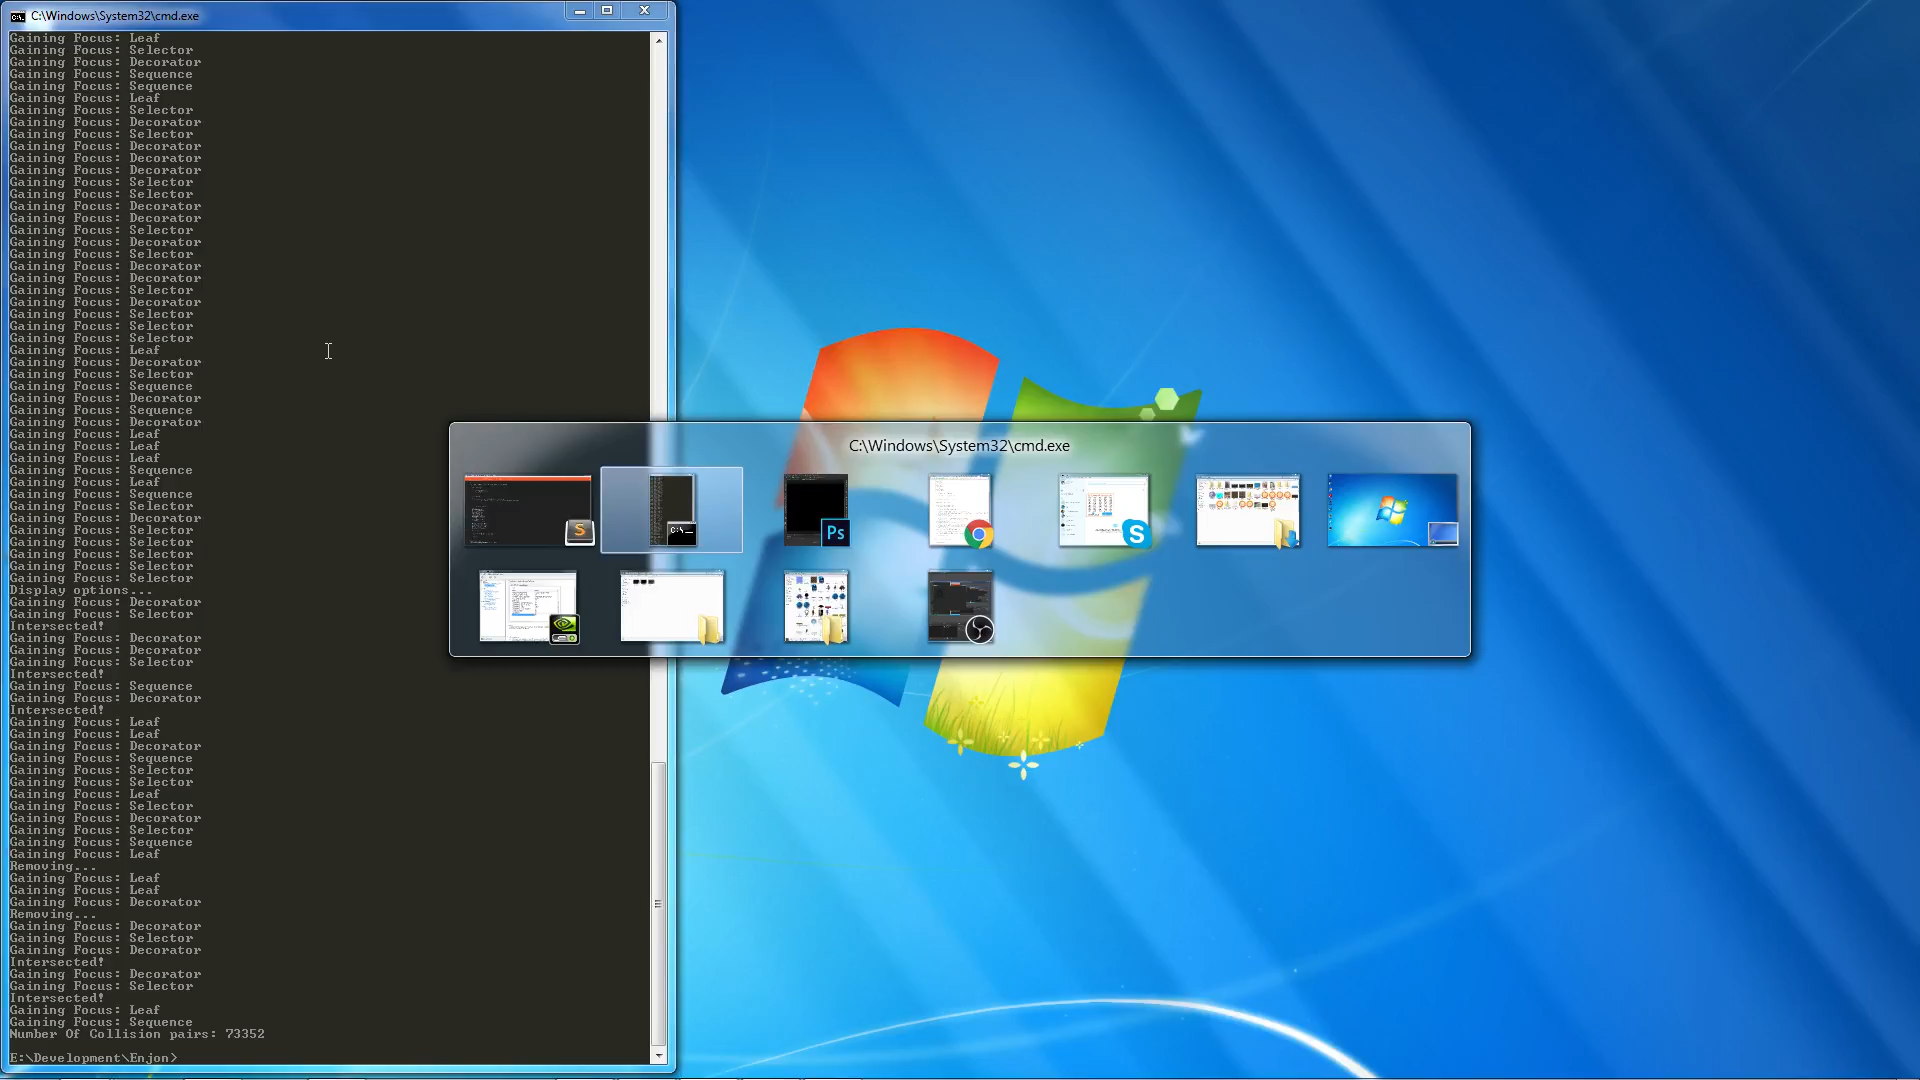 C:\Windows\System32\cmd.exe
Gaining Focus: Leaf
Gaining Focus: Selector
Gaining Focus: Decorator
Gaining Focus: Sequence
Gaining Focus: Sequence
Gaining Focus: Leaf
Gaining Focus: Selector
Gaining Focus: Decorator
Gaining Focus: Selector
Gaining Focus: Decorator
Gaining Focus: Decorator
Gaining Focus: Decorator
Gaining Focus: Selector
Gaining Focus: Selector
Gaining Focus: Decorator
Gaining Focus: Decorator
Gaining Focus: Selector
Gaining Focus: Decorator
Gaining Focus: Selector
Gaining Focus: Decorator
Gaining Focus: Decorator
Gaining Focus: Selector
Gaining Focus: Decorator
Gaining Focus: Selector
Gaining Focus: Selector
Gaining Focus: Selector
Gaining Focus: Leaf
Gaining Focus: Decorator
Gaining Focus: Selector
Gaining Focus: Sequence
Gaining Focus: Decorator
Gaining Focus: Sequence
Gaining Focus: Decorator
Gaining Focus: Leaf
Gaining Focus: Leaf
Gaining Focus: Leaf
Gaining Focus: Sequence
Gaining Focus: Leaf
Gaining Focus: Sequence
Gaining Focus: Selector
Gaining Focus: Decorator
Gaining Focus: Selector
Gaining Focus: Selector
Gaining Focus: Selector
Gaining Focus: Selector
Gaining Focus: Selector
Display options...
Gaining Focus: Decorator
Gaining Focus: Selector
Intersected!
Gaining Focus: Decorator
Gaining Focus: Decorator
Gaining Focus: Selector
Intersected!
Gaining Focus: Sequence
Gaining Focus: Decorator
Intersected!
Gaining Focus: Leaf
Gaining Focus: Leaf
Gaining Focus: Decorator
Gaining Focus: Sequence
Gaining Focus: Selector
Gaining Focus: Selector
Gaining Focus: Leaf
Gaining Focus: Selector
Gaining Focus: Decorator
Gaining Focus: Selector
Gaining Focus: Sequence
Gaining Focus: Leaf
Removing...
Gaining Focus: Leaf
Gaining Focus: Leaf
Gaining Focus: Decorator
Removing...
Gaining Focus: Decorator
Gaining Focus: Selector
Gaining Focus: Decorator
Intersected!
Gaining Focus: Decorator
Gaining Focus: Selector
Intersected!
Gaining Focus: Leaf
Gaining Focus: Sequence
Number Of Collision pairs: 73352
E:\Development\Enjon>
C:\Windows\System32\cmd.exe
S
C:\_
Ps
S